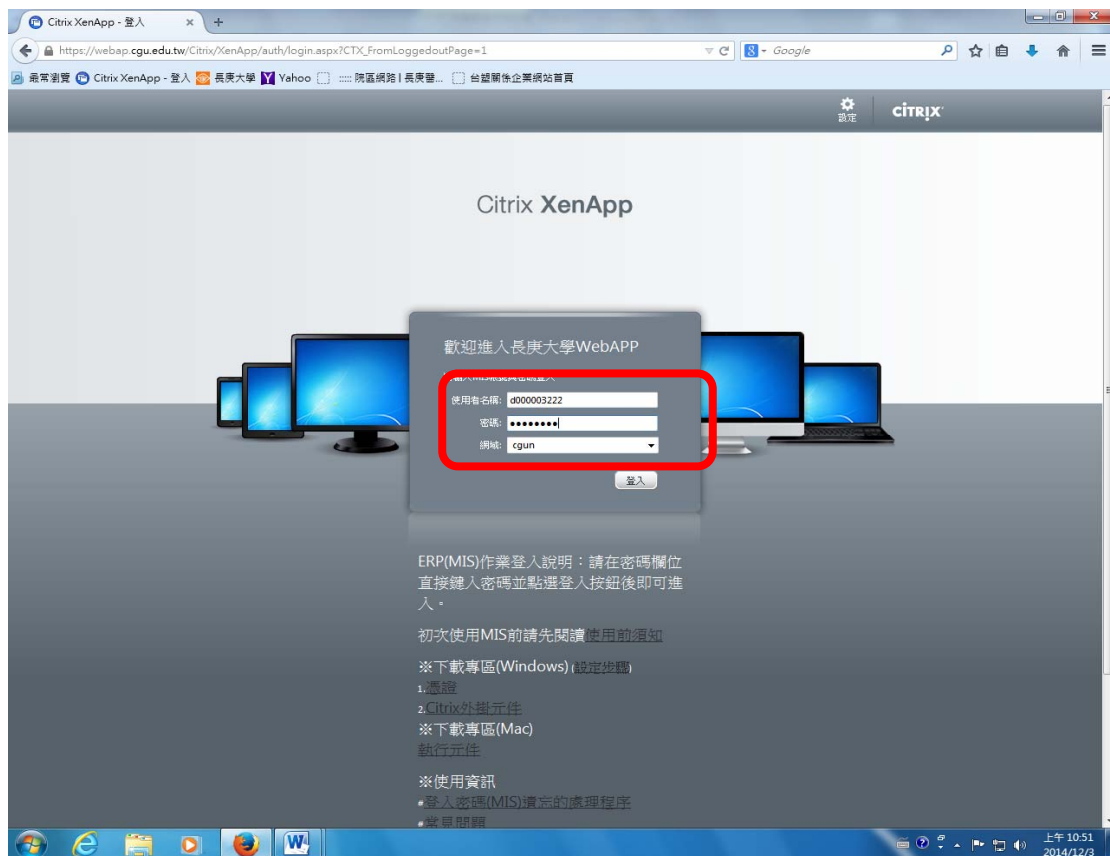 Citrix XenApp - 登入
https://webap.cgu.edu.tw/Citrix/XenApp/auth/login.aspx?CTX_FromLoggedoutPage=1
Google
最常瀏覽 Citrix XenApp - 登入 長庚大學 Yahoo ::::: 院區網路 | 長庚醫... 台塑關係企業網站首頁
設定
CITRIX
Citrix XenApp
歡迎進入長庚大學WebAPP
使用者名稱: d000003222
密碼: ••••••••
網域: cgun
登入
ERP(MIS)作業登入說明：請在密碼欄位
直接鍵入密碼並點選登入按鈕後即可進
入。
初次使用MIS前請先閱讀使用前須知
※下載專區(Windows) (設定步驟)
1.憑證
2.Citrix外掛元件
※下載專區(Mac)
執行元件
※使用資訊
登入密碼(MIS)遺忘的處理程序
常見問題
上午 10:51
2014/12/3